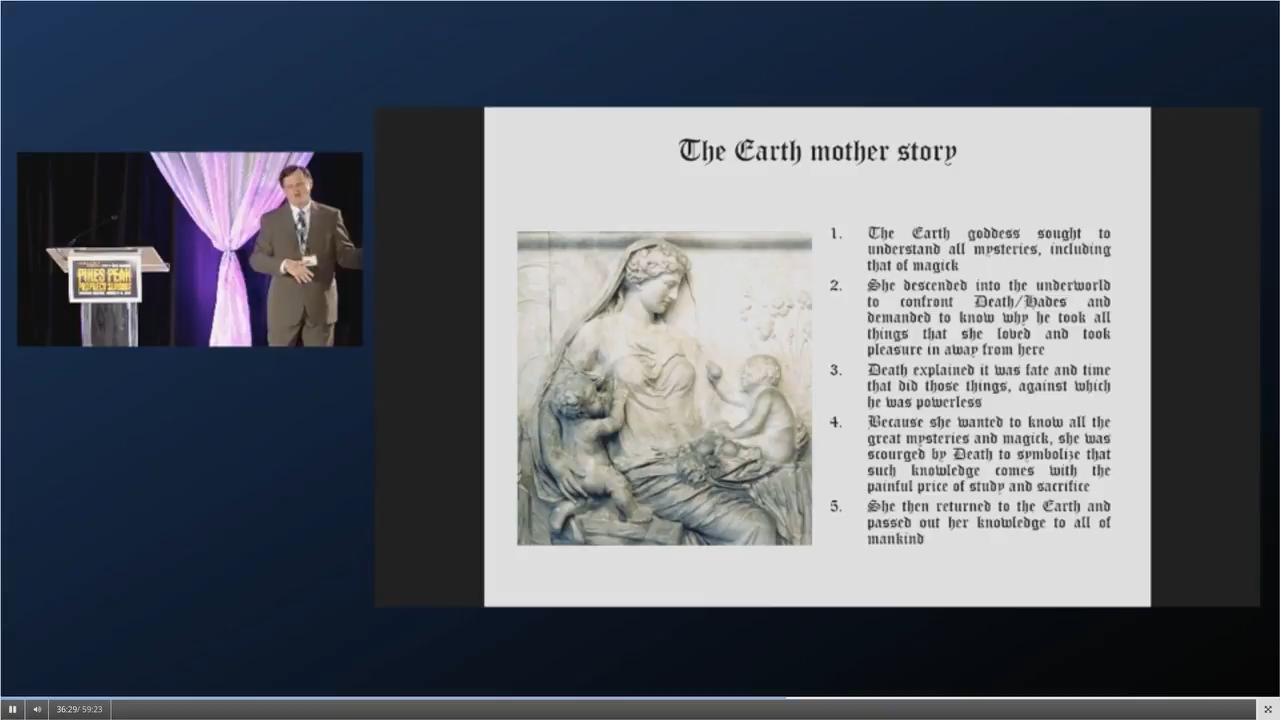 The Earth mother story
1. The Earth goddess sought to
understand all mysteries, including
that of magick
2. She descended into the underworld
to confront Death/Hades and
demanded to know why he took all
things that she loved and took
pleasure in away from here
3. Death explained it was fate and time
that did those things, against which
he was powerless
4. Because she wanted to know all the
great mysteries and magick, she was
scourged by Death to symbolize that
such knowledge comes with the
painful price of study and sacrifice
5. She then returned to the Earth and
passed out her knowledge to all of
mankind
PIKES PEAK
PROPHECY SUMMIT
36:29/ 59:23